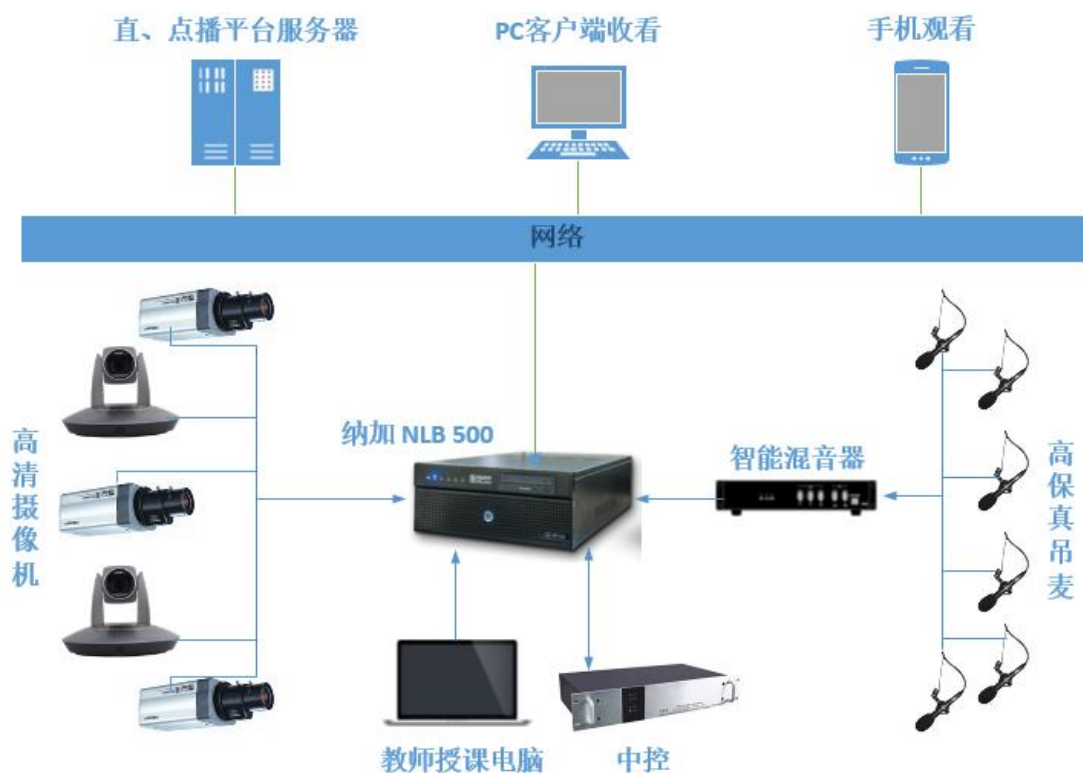 直、点播平台服务器
PC客户端收看
手机观看
网络
高清摄像机
纳加 NLB 500
智能混音器
高保真吊麦
教师授课电脑
中控